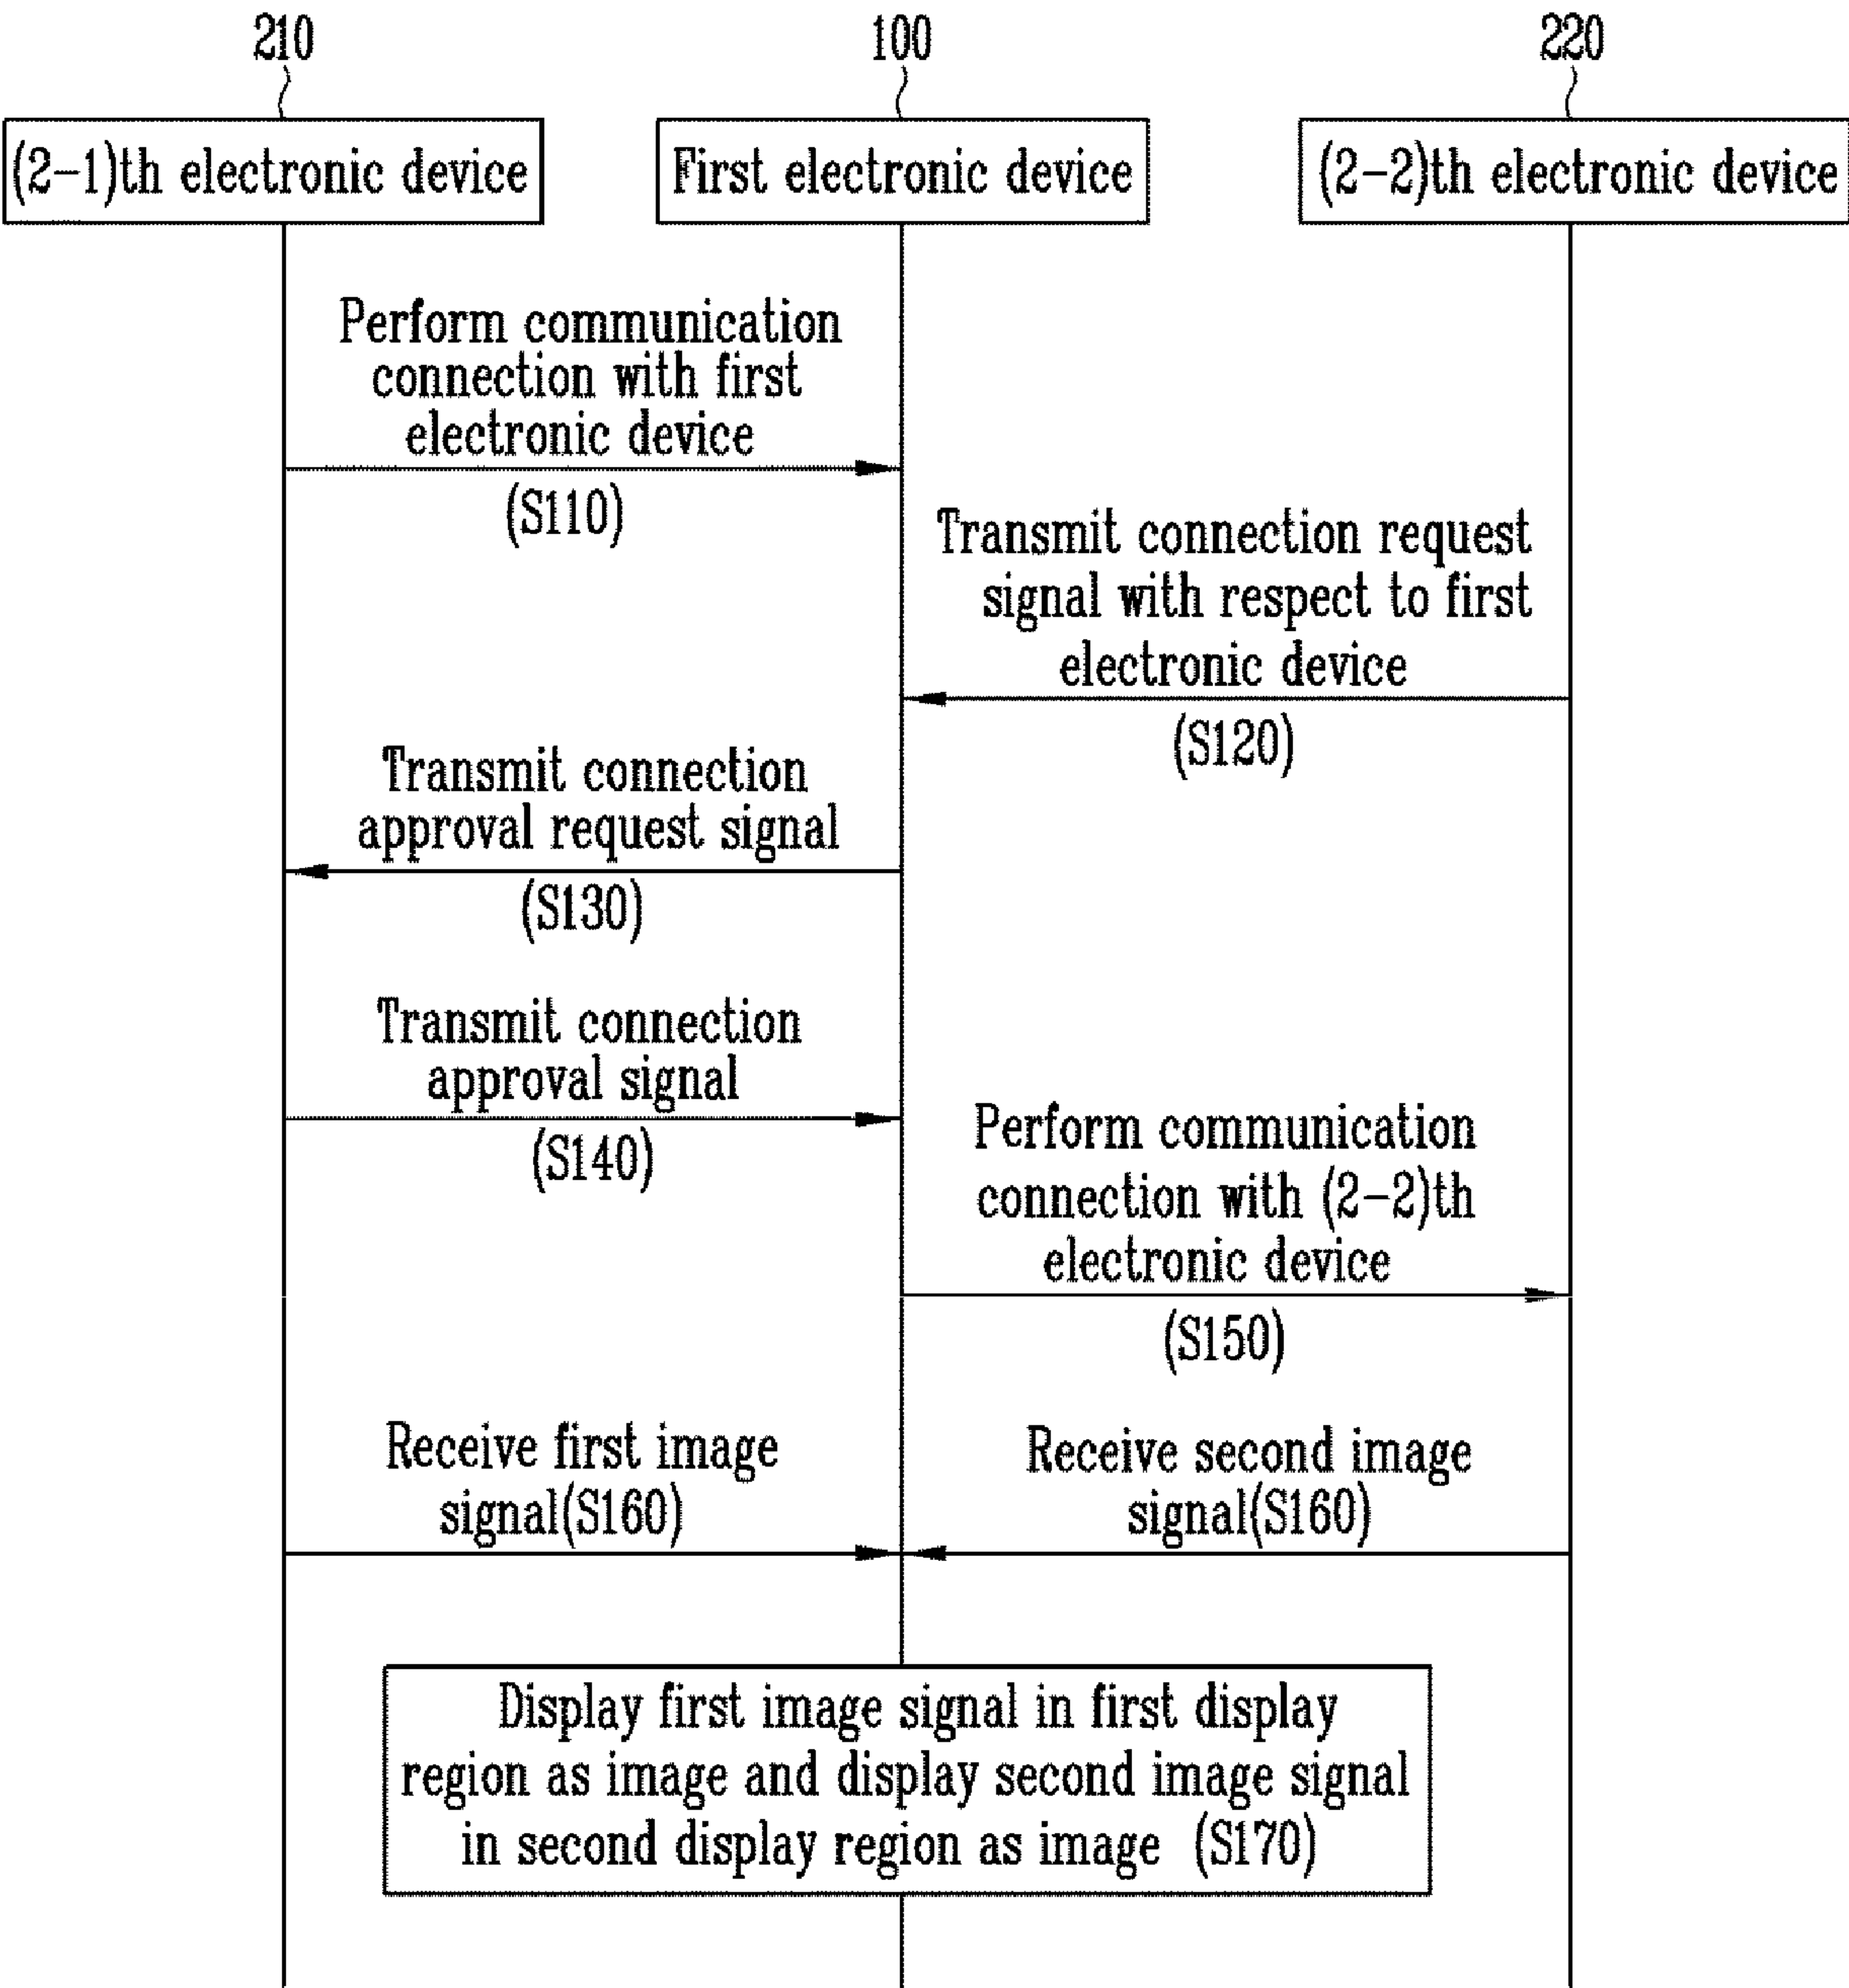 210
100
220
(2-1)th electronic device
First electronic device
(2-2)th electronic device
Perform communication
connection with first
electronic device
(S110)
Transmit connection request
signal with respect to first
electronic device
(S120)
Transmit connection
approval request signal
(S130)
Transmit connection
approval signal
(S140)
Perform communication
connection with (2-2)th
electronic device
(S150)
Receive first image
signal(S160)
Receive second image
signal(S160)
Display first image signal in first display
region as image and display second image signal
in second display region as image (S170)